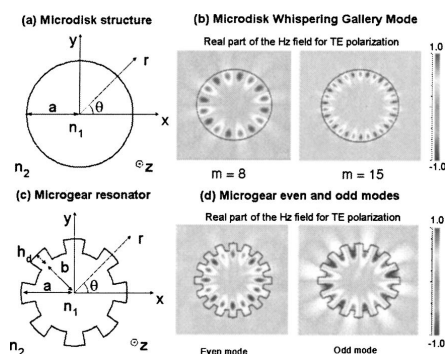 (a) Microdisk structure
y
r
a
θ
x
n1
n2
z
(b) Microdisk Whispering Gallery Mode
Real part of the Hz field for TE polarization
1.0
-1.0
m = 8
m = 15
(c) Microgear resonator
y
r
hd
b
a
θ
x
n1
n2
z
(d) Microgear even and odd modes
Real part of the Hz field for TE polarization
1.0
-1.0
Even mode
Odd mode